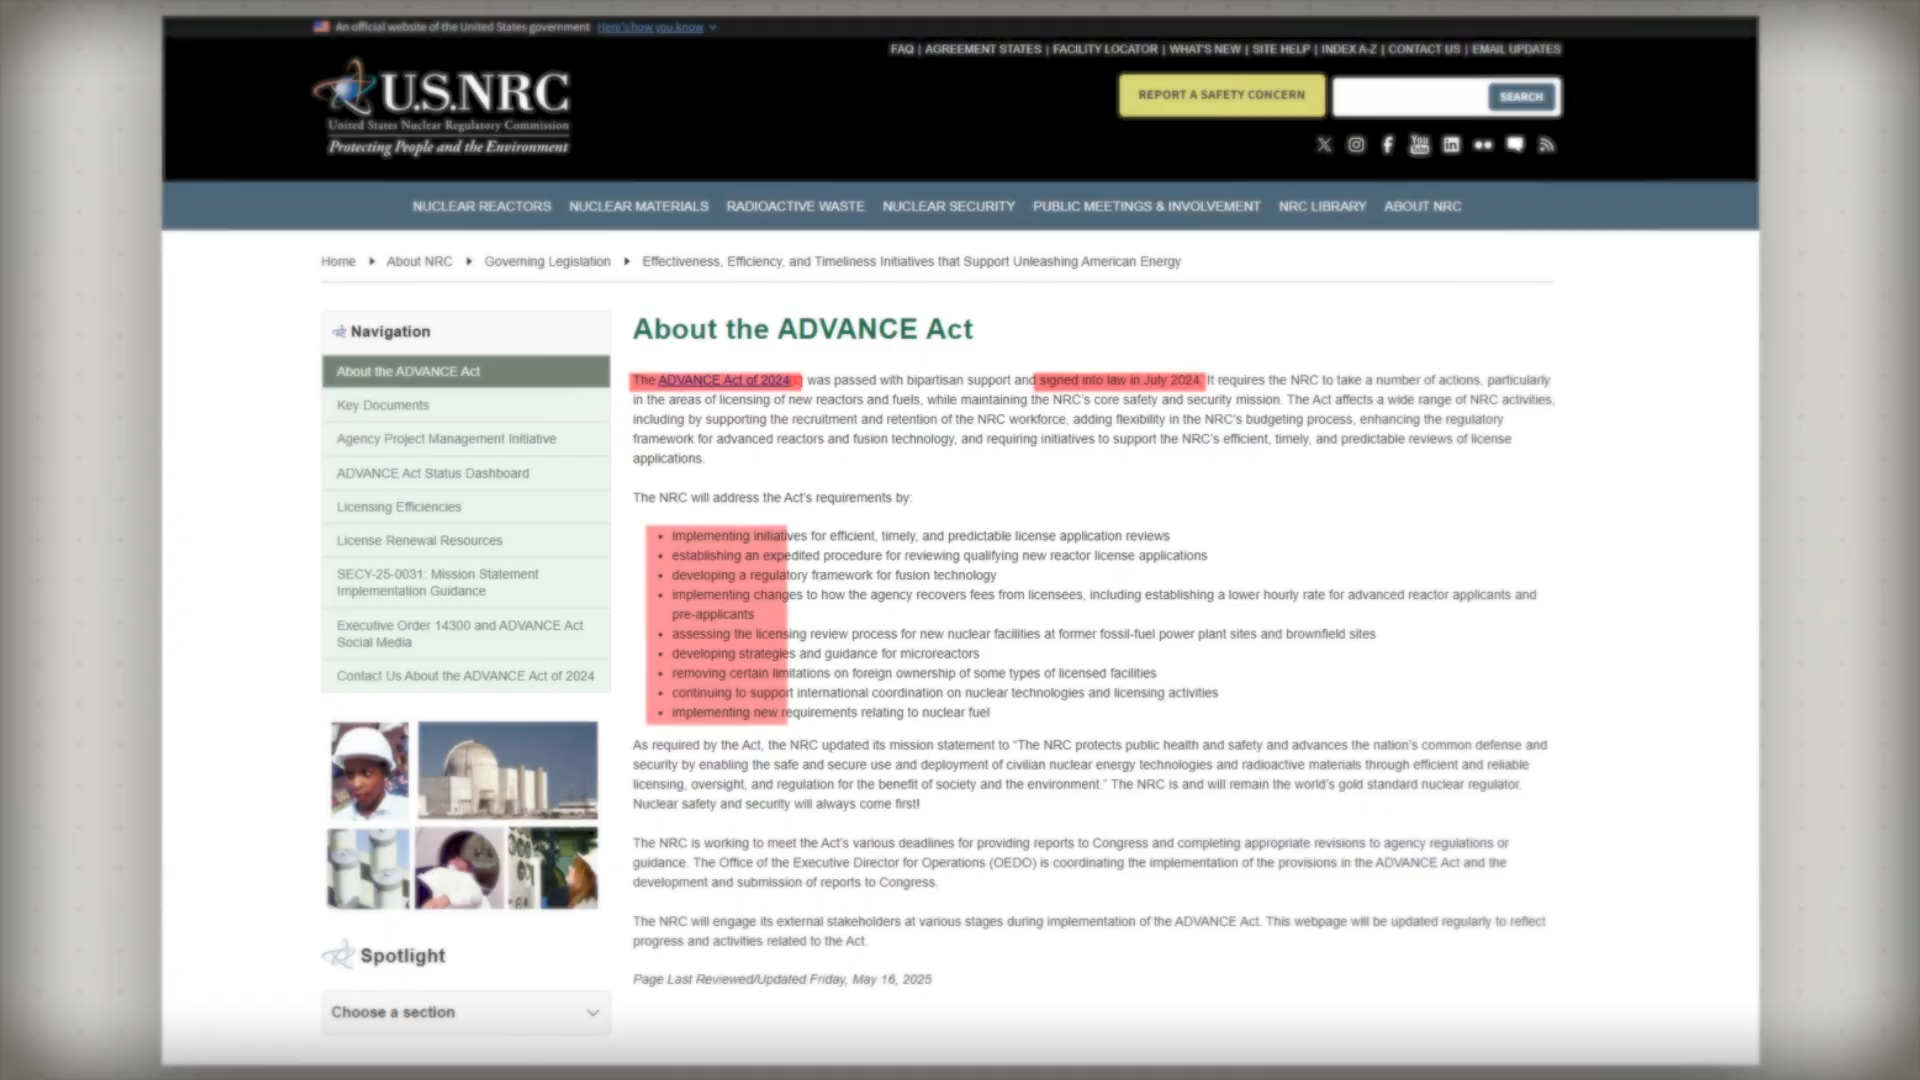 An official website of the United States government Here's how you know
FAQ | AGREEMENT STATES | FACILITY LOCATOR | WHAT'S NEW | SITE HELP | INDEX A-Z | CONTACT US | EMAIL UPDATES
U.S.NRC
United States Nuclear Regulatory Commission
Protecting People and the Environment
REPORT A SAFETY CONCERN
SEARCH
NUCLEAR REACTORS NUCLEAR MATERIALS RADIOACTIVE WASTE NUCLEAR SECURITY PUBLIC MEETINGS & INVOLVEMENT NRC LIBRARY ABOUT NRC
Home About NRC Governing Legislation Effectiveness, Efficiency, and Timeliness Initiatives that Support Unleashing American Energy
Navigation
About the ADVANCE Act
Key Documents
Agency Project Management Initiative
ADVANCE Act Status Dashboard
Licensing Efficiencies
License Renewal Resources
SECY-25-0031: Mission Statement
Implementation Guidance
Executive Order 14300 and ADVANCE Act
Social Media
Contact Us About the ADVANCE Act of 2024
Spotlight
Choose a section
About the ADVANCE Act
The ADVANCE Act of 2024 was passed with bipartisan support and signed into law in July 2024. It requires the NRC to take a number of actions, particularly
in the areas of licensing of new reactors and fuels, while maintaining the NRC's core safety and security mission. The Act affects a wide range of NRC activities,
including by supporting the recruitment and retention of the NRC workforce, adding flexibility in the NRC's budgeting process, enhancing the regulatory
framework for advanced reactors and fusion technology, and requiring initiatives to support the NRC's efficient, timely, and predictable reviews of license
applications.
The NRC will address the Act's requirements by:
• implementing initiatives for efficient, timely, and predictable license application reviews
• establishing an expedited procedure for reviewing qualifying new reactor license applications
• developing a regulatory framework for fusion technology
• implementing changes to how the agency recovers fees from licensees, including establishing a lower hourly rate for advanced reactor applicants and
pre-applicants
• assessing the licensing review process for new nuclear facilities at former fossil-fuel power plant sites and brownfield sites
• developing strategies and guidance for microreactors
• removing certain limitations on foreign ownership of some types of licensed facilities
• continuing to support international coordination on nuclear technologies and licensing activities
• implementing new requirements relating to nuclear fuel
As required by the Act, the NRC updated its mission statement to "The NRC protects public health and safety and advances the nation's common defense and
security by enabling the safe and secure use and deployment of civilian nuclear energy technologies and radioactive materials through efficient and reliable
licensing, oversight, and regulation for the benefit of society and the environment." The NRC is and will remain the world's gold standard nuclear regulator.
Nuclear safety and security will always come first!
The NRC is working to meet the Act's various deadlines for providing reports to Congress and completing appropriate revisions to agency regulations or
guidance. The Office of the Executive Director for Operations (OEDO) is coordinating the implementation of the provisions in the ADVANCE Act and the
development and submission of reports to Congress.
The NRC will engage its external stakeholders at various stages during implementation of the ADVANCE Act. This webpage will be updated regularly to reflect
progress and activities related to the Act.
Page Last Reviewed/Updated Friday, May 16, 2025